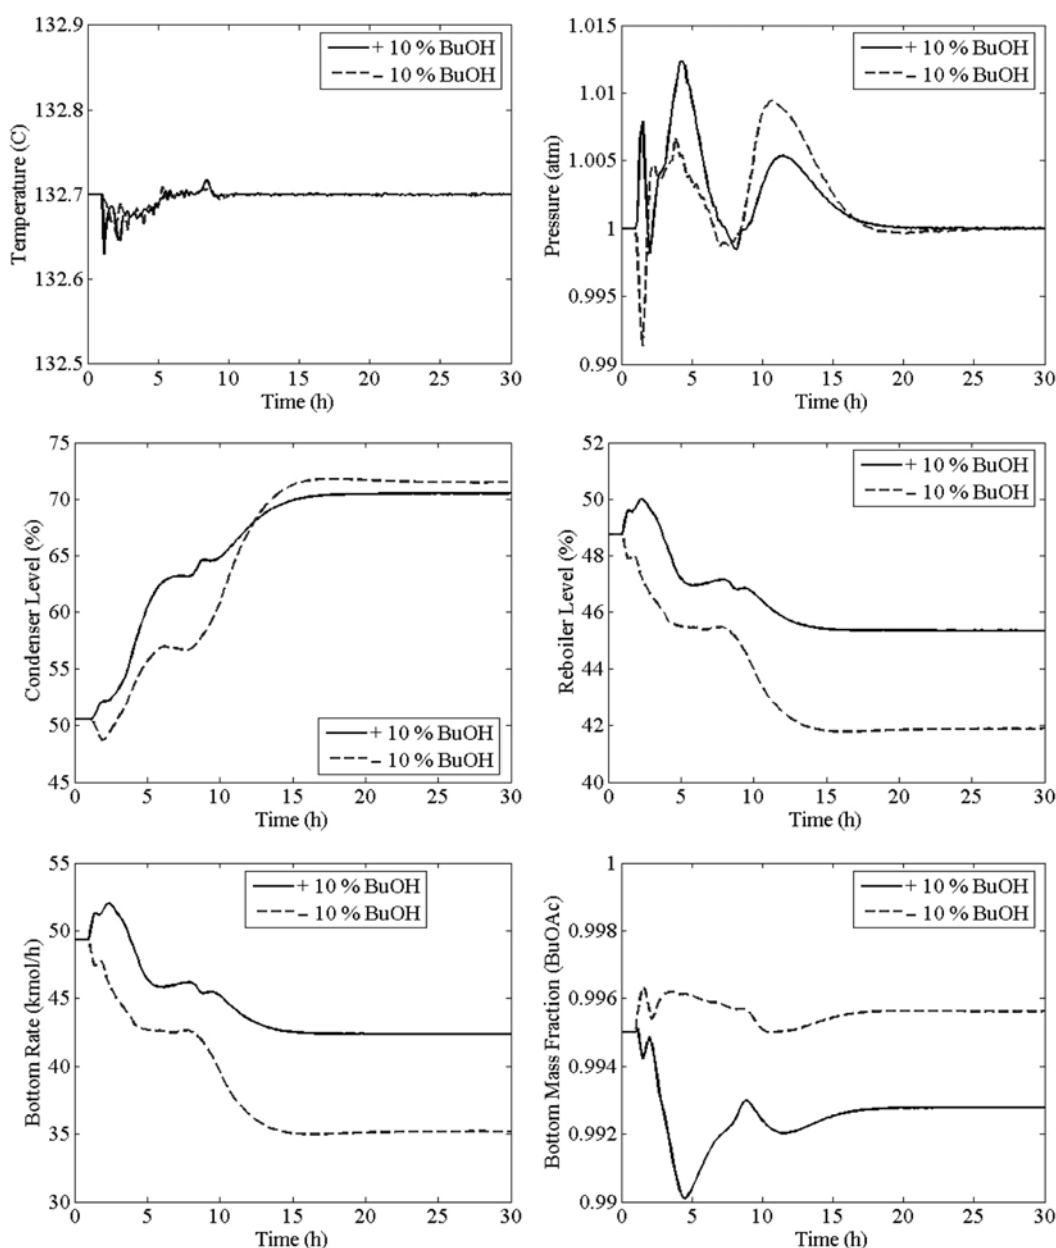 132.9
132.8
132.7
132.6
132.5
Temperature (C)
+ 10 % BuOH
– 10 % BuOH
0 5 10 15 20 25 30
Time (h)
1.015
1.01
1.005
1
0.995
0.99
Pressure (atm)
+ 10 % BuOH
– 10 % BuOH
0 5 10 15 20 25 30
Time (h)
75
70
65
60
55
50
45
Condenser Level (%)
+ 10 % BuOH
– 10 % BuOH
0 5 10 15 20 25 30
Time (h)
52
50
48
46
44
42
40
Reboiler Level (%)
+ 10 % BuOH
– 10 % BuOH
0 5 10 15 20 25 30
Time (h)
55
50
45
40
35
30
Bottom Rate (kmol/h)
+ 10 % BuOH
– 10 % BuOH
0 5 10 15 20 25 30
Time (h)
1
0.998
0.996
0.994
0.992
0.99
Bottom Mass Fraction (BuOAc)
+ 10 % BuOH
– 10 % BuOH
0 5 10 15 20 25 30
Time (h)